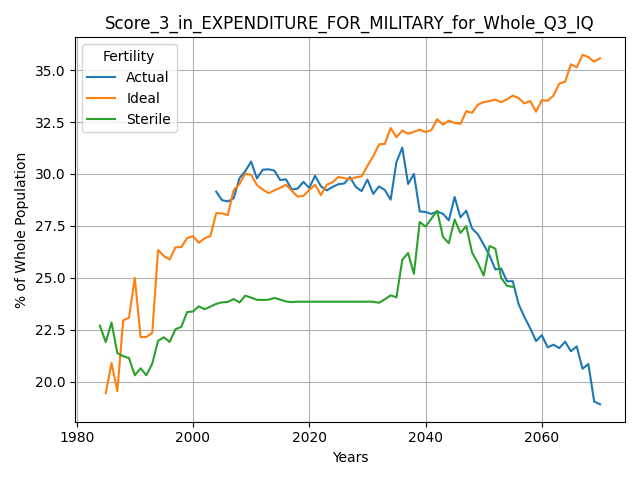 Score_3_in_EXPENDITURE_FOR_MILITARY_for_Whole_Q3_IQ
Fertility
Actual
Ideal
Sterile
% of Whole Population
35.0
32.5
30.0
27.5
25.0
22.5
20.0
1980
2000
2020
2040
2060
Years